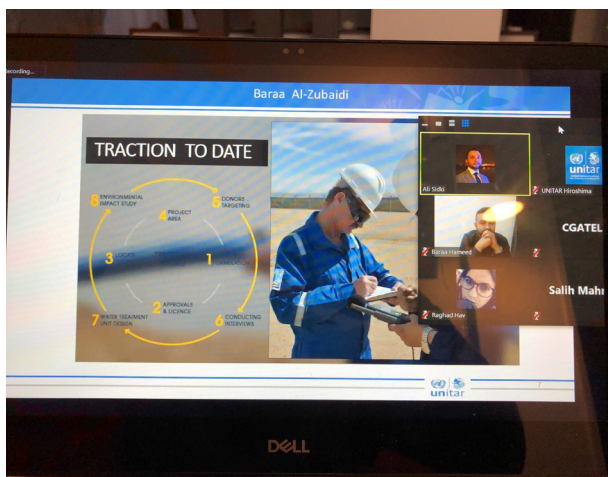 Recording...
Baraa Al-Zubaidi
TRACTION TO DATE
8 ENVIRONMENTAL
IMPACT STUDY
5 DONORS
TARGETING
4 PROJECT
AREA
3
1
2 APPROVALS
& LICENCE
7 WATER TREATMENT
UNIT DESIGN
6 CONDUCTING
INTERVIEWS
Ali Sidki
unitar
UNITAR Hiroshima
Baraa Hameed
CGATEL
Raghad Hav
Salih Mahr
unitar
7
DELL